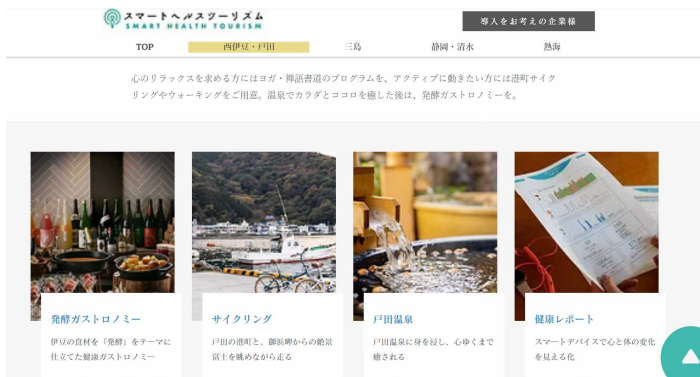 スマートヘルスツーリズム
SMART HEALTH TOURISM
導入をお考えの企業様
TOP
西伊豆・戸田
三島
静岡・清水
熱海
心のリラックスを求める方にはヨガ・禅語書道のプログラムを、アクティブに動きたい方には港町サイク
リングやウォーキングをご用意。温泉でカラダとココロを癒した後は、発酵ガストロノミーを。
発酵ガストロノミー
伊豆の食材を「発酵」をテーマに
仕立てた健康ガストロノミー
サイクリング
戸田の港町と、御浜岬からの絶景
富士を眺めながら走る
戸田温泉
戸田温泉に身を浸し、心ゆくまで
癒される
健康レポート
スマートデバイスで心と体の変化
を見える化